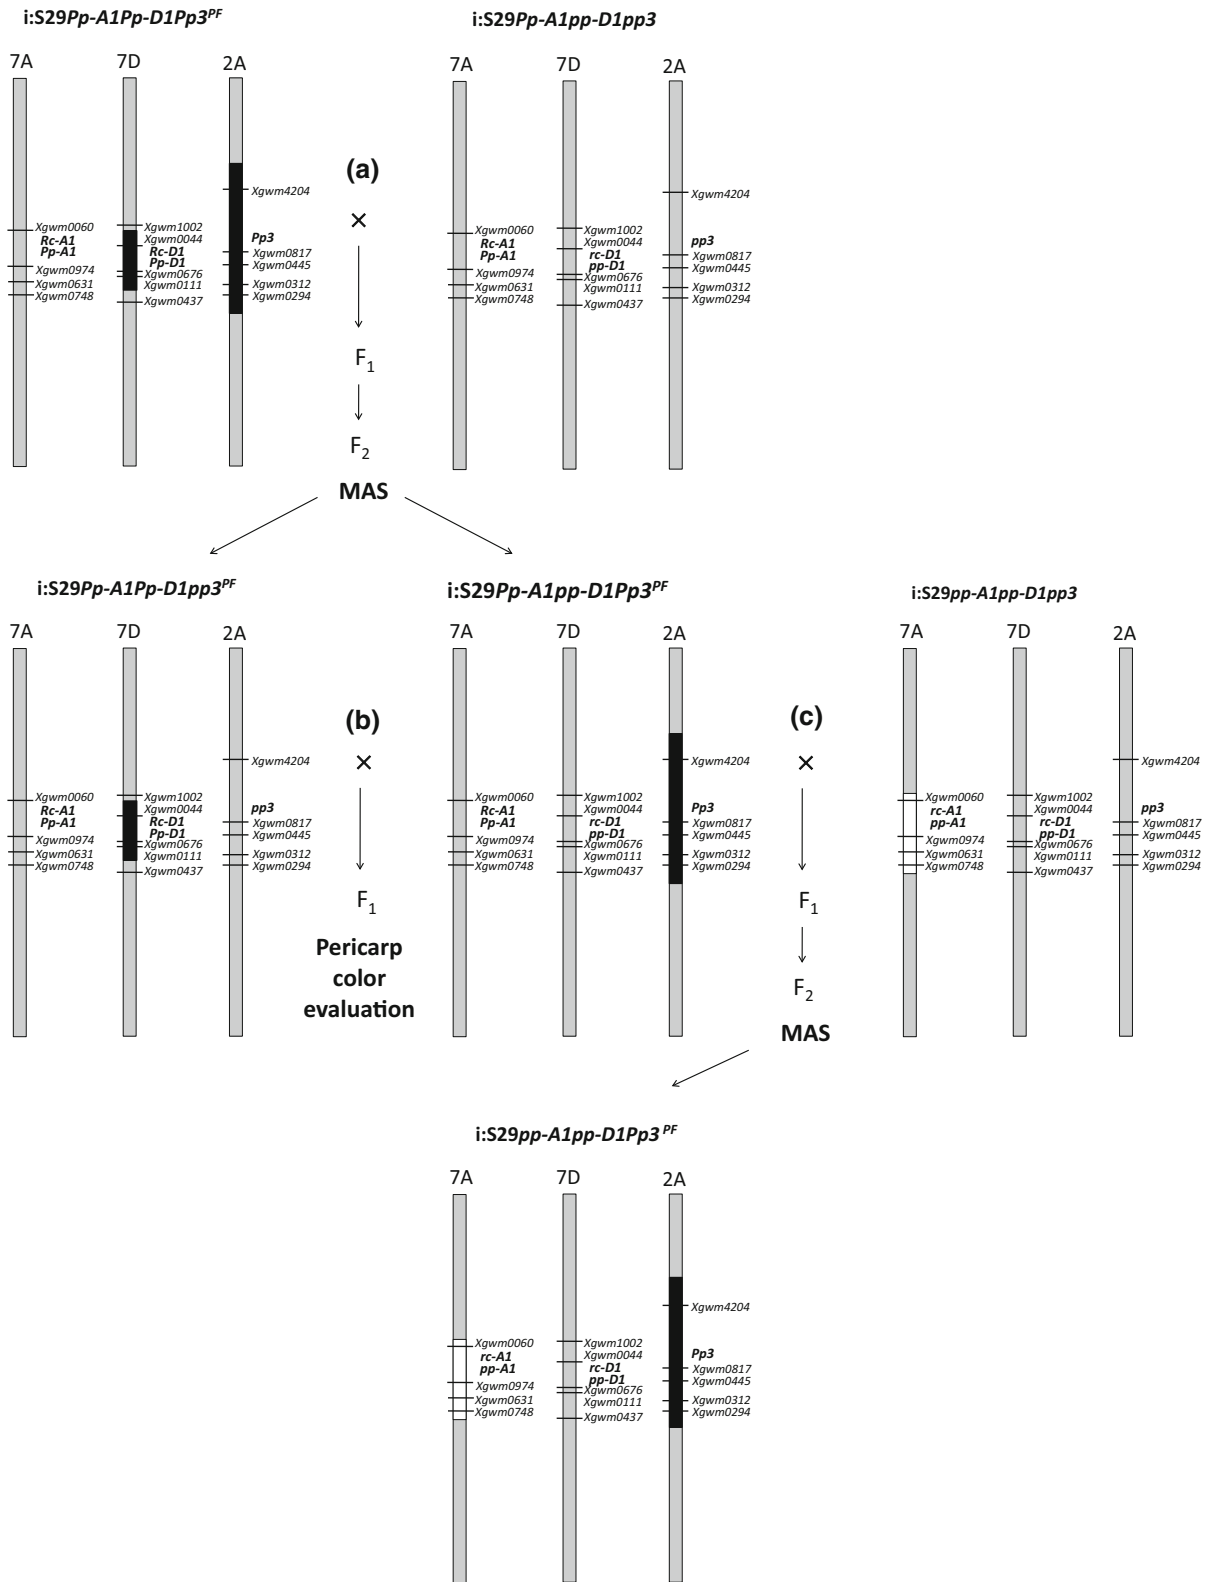 i:S29Pp-A1Pp-D1Pp3PF
7A
7D
2A
Xgwm0060
Rc-A1
Pp-A1
Xgwm0974
Xgwm0631
Xgwm0748
Xgwm1002
Xgwm0044
Rc-D1
Pp-D1
Xgwm0676
Xgwm0111
Xgwm0437
Xgwm4204
Pp3
Xgwm0817
Xgwm0445
Xgwm0312
Xgwm0294
(a)
×
F1
F2
MAS
i:S29Pp-A1pp-D1pp3
7A
7D
2A
Xgwm0060
Rc-A1
Pp-A1
Xgwm0974
Xgwm0631
Xgwm0748
Xgwm1002
Xgwm0044
rc-D1
pp-D1
Xgwm0676
Xgwm0111
Xgwm0437
Xgwm4204
pp3
Xgwm0817
Xgwm0445
Xgwm0312
Xgwm0294
i:S29Pp-A1Pp-D1pp3PF
7A
7D
2A
Xgwm0060
Rc-A1
Pp-A1
Xgwm0974
Xgwm0631
Xgwm0748
Xgwm1002
Xgwm0044
Rc-D1
Pp-D1
Xgwm0676
Xgwm0111
Xgwm0437
Xgwm4204
pp3
Xgwm0817
Xgwm0445
Xgwm0312
Xgwm0294
(b)
×
F1
Pericarp
color
evaluation
i:S29Pp-A1pp-D1Pp3PF
7A
7D
2A
Xgwm0060
Rc-A1
Pp-A1
Xgwm0974
Xgwm0631
Xgwm0748
Xgwm1002
Xgwm0044
rc-D1
pp-D1
Xgwm0676
Xgwm0111
Xgwm0437
Xgwm4204
Pp3
Xgwm0817
Xgwm0445
Xgwm0312
Xgwm0294
(c)
×
F1
F2
MAS
i:S29pp-A1pp-D1pp3
7A
7D
2A
Xgwm0060
rc-A1
pp-A1
Xgwm0974
Xgwm0631
Xgwm0748
Xgwm1002
Xgwm0044
rc-D1
pp-D1
Xgwm0676
Xgwm0111
Xgwm0437
Xgwm4204
pp3
Xgwm0817
Xgwm0445
Xgwm0312
Xgwm0294
i:S29pp-A1pp-D1Pp3PF
7A
7D
2A
Xgwm0060
rc-A1
pp-A1
Xgwm0974
Xgwm0631
Xgwm0748
Xgwm1002
Xgwm0044
rc-D1
pp-D1
Xgwm0676
Xgwm0111
Xgwm0437
Xgwm4204
Pp3
Xgwm0817
Xgwm0445
Xgwm0312
Xgwm0294